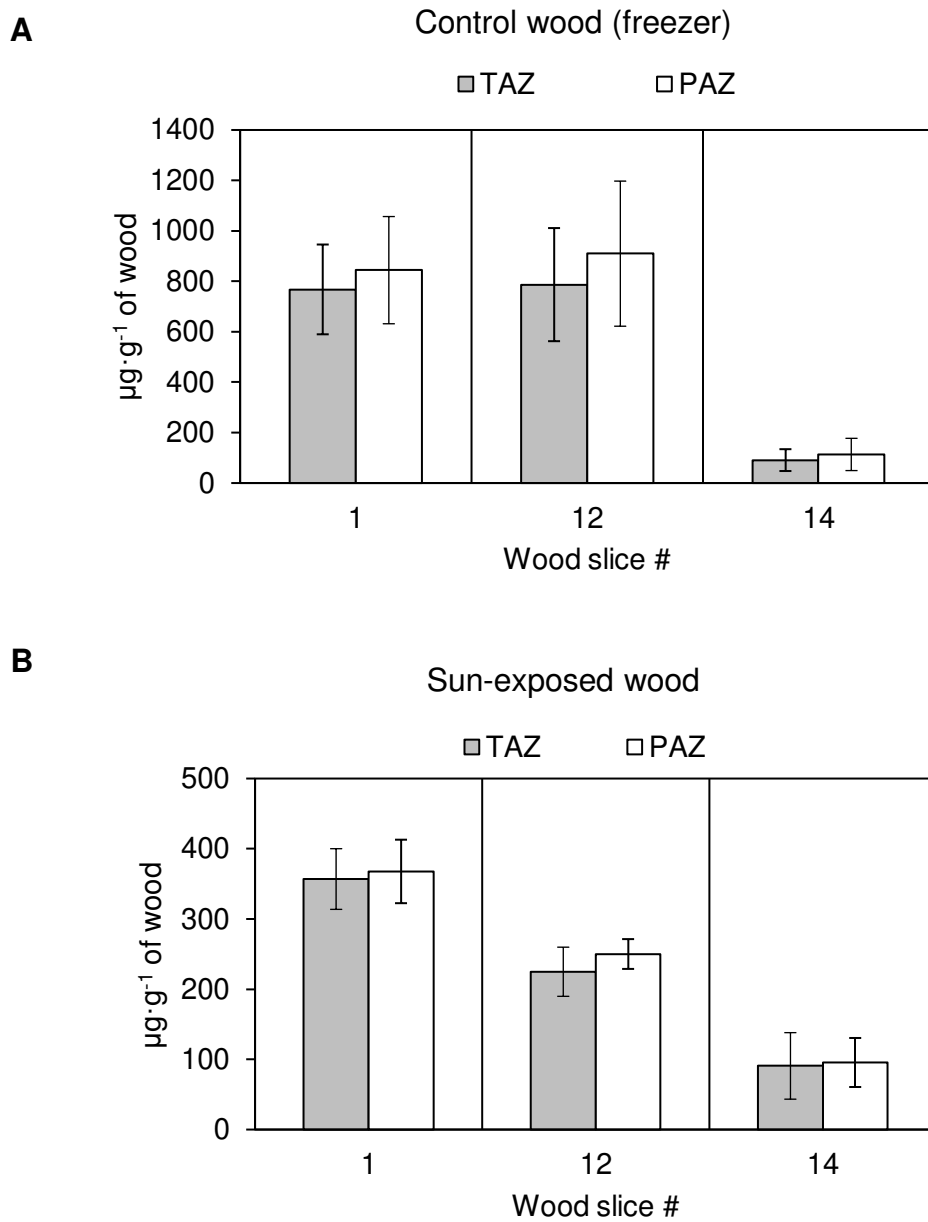 A
Control wood (freezer)
TAZ PAZ
1400
1200
1000
800
600
400
200
0
µg·g⁻¹ of wood
1 12 14
Wood slice #
B
Sun-exposed wood
TAZ PAZ
500
400
300
200
100
0
µg·g⁻¹ of wood
1 12 14
Wood slice #